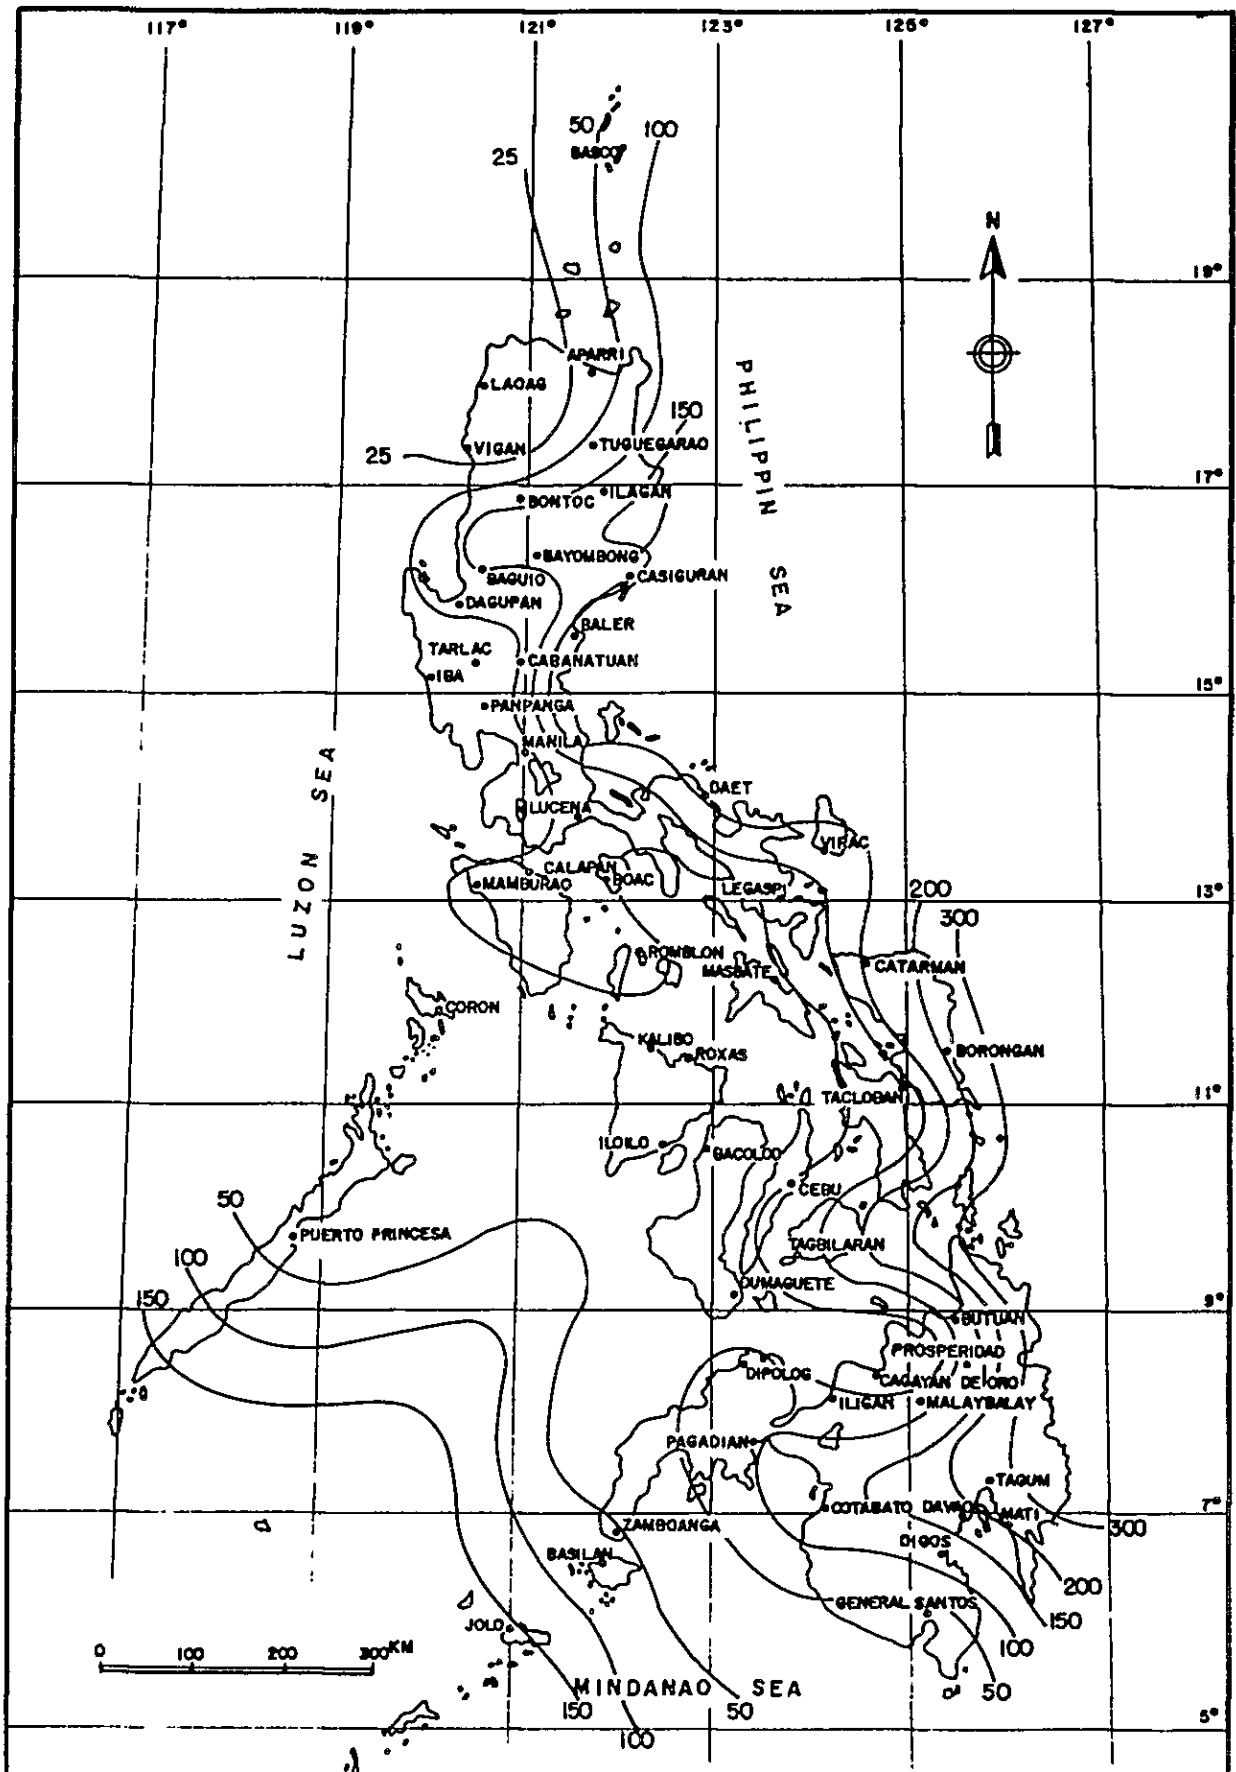 117° 119° 121° 123° 125° 127°
50
100
BASCO
25
N
19°
APARRI
LAOAG
PHILIPPIN SEA
150
VIGAN
TUGUEGARAO
25
17°
ILAGAN
BONTOC
BAYOMBONG
BAGUIO
CASIGURAN
DAGUPAN
BALER
TARLAC
CABANATUAN
IBA
15°
PANPANGA
MANILA
LUZON SEA
DAET
LUCENA
VIRAC
CALAPAN
BOAC
MAMBURAO
LEGASPI
200
13°
300
ROMBLON
CATARMAN
MASBATE
CORON
KALIBO
ROXAS
BORONGAN
TACLOBAN
11°
ILOILO
BACOLOD
CEBU
50
PUERTO PRINCESA
TAGBILARAN
100
DUMAGUETE
150
9°
BUTUAN
PROSPERIDAD
DIPOLOG
CAGAYAN DE ORO
ILIGAN
MALAYBALAY
PAGADIAN
TAGUM
COTABATO
DAVAO
MATI
7°
300
ZAMBOANGA
DIGOS
BASILAN
200
GENERAL SANTOS
150
JOLO
100
0 100 200 300KM
MINDANAO SEA
50
150
50
100
5°